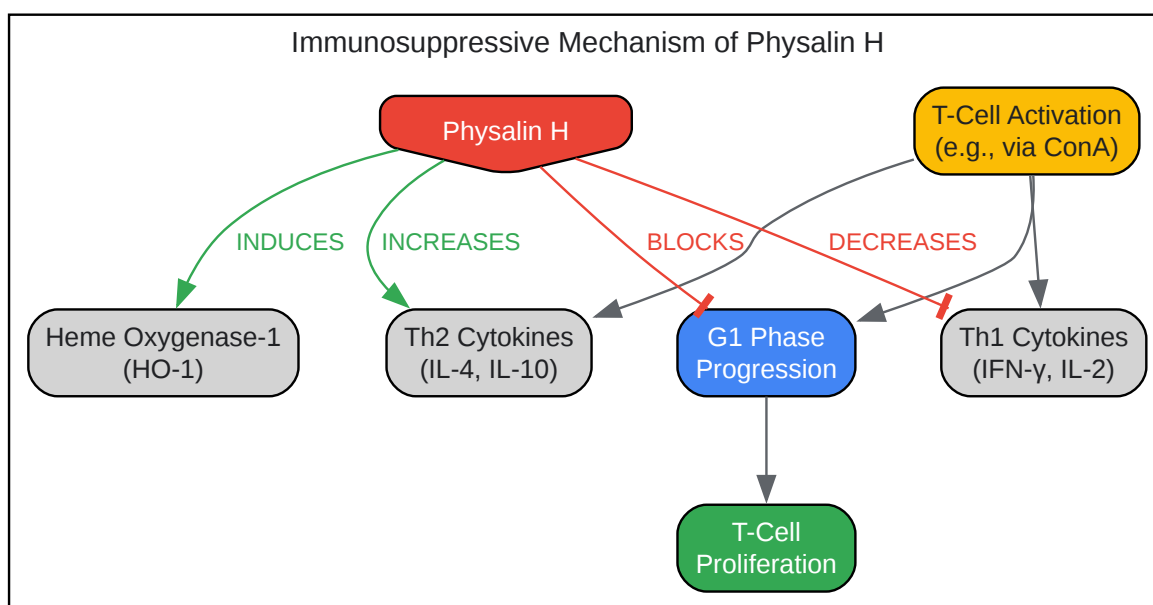 Immunosuppressive Mechanism of Physalin H
Physalin H
T-Cell Activation
(e.g., via ConA)
INDUCES
INCREASES
BLOCKS
DECREASES
Heme Oxygenase-1
(HO-1)
Th2 Cytokines
(IL-4, IL-10)
G1 Phase
Progression
Th1 Cytokines
(IFN-γ, IL-2)
T-Cell
Proliferation